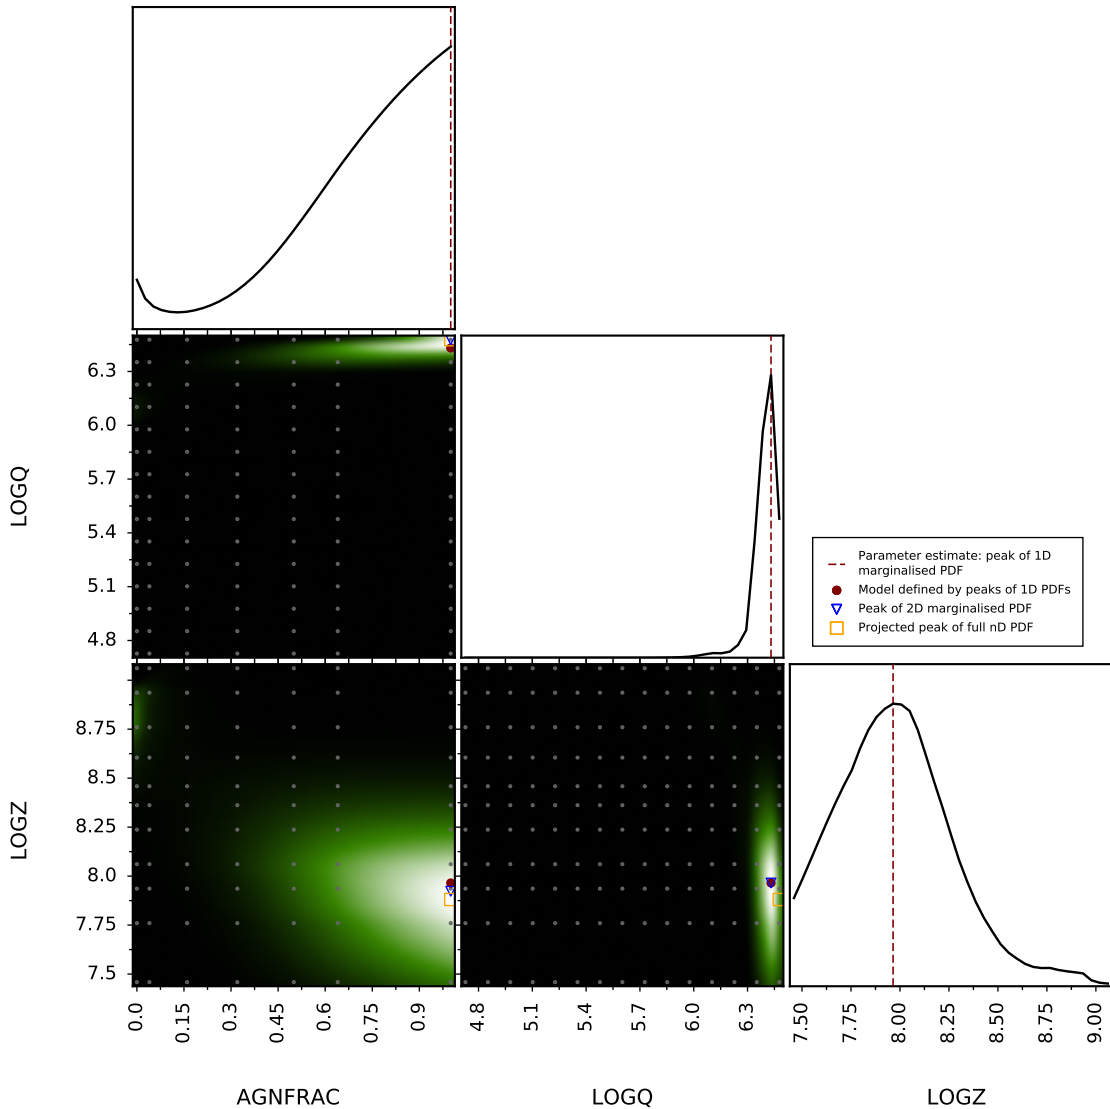 6.3
6.0
5.7
5.4
5.1
4.8
LOGQ
Parameter estimate: peak of 1D
marginalised PDF
Model defined by peaks of 1D PDFs
Peak of 2D marginalised PDF
Projected peak of full nD PDF
8.75
8.5
8.25
8.0
7.75
7.5
LOGZ
0.0 0.15 0.3 0.45 0.6 0.75 0.9
4.8 5.1 5.4 5.7 6.0 6.3
7.50 7.75 8.00 8.25 8.50 8.75 9.00
AGNFRAC LOGQ LOGZ